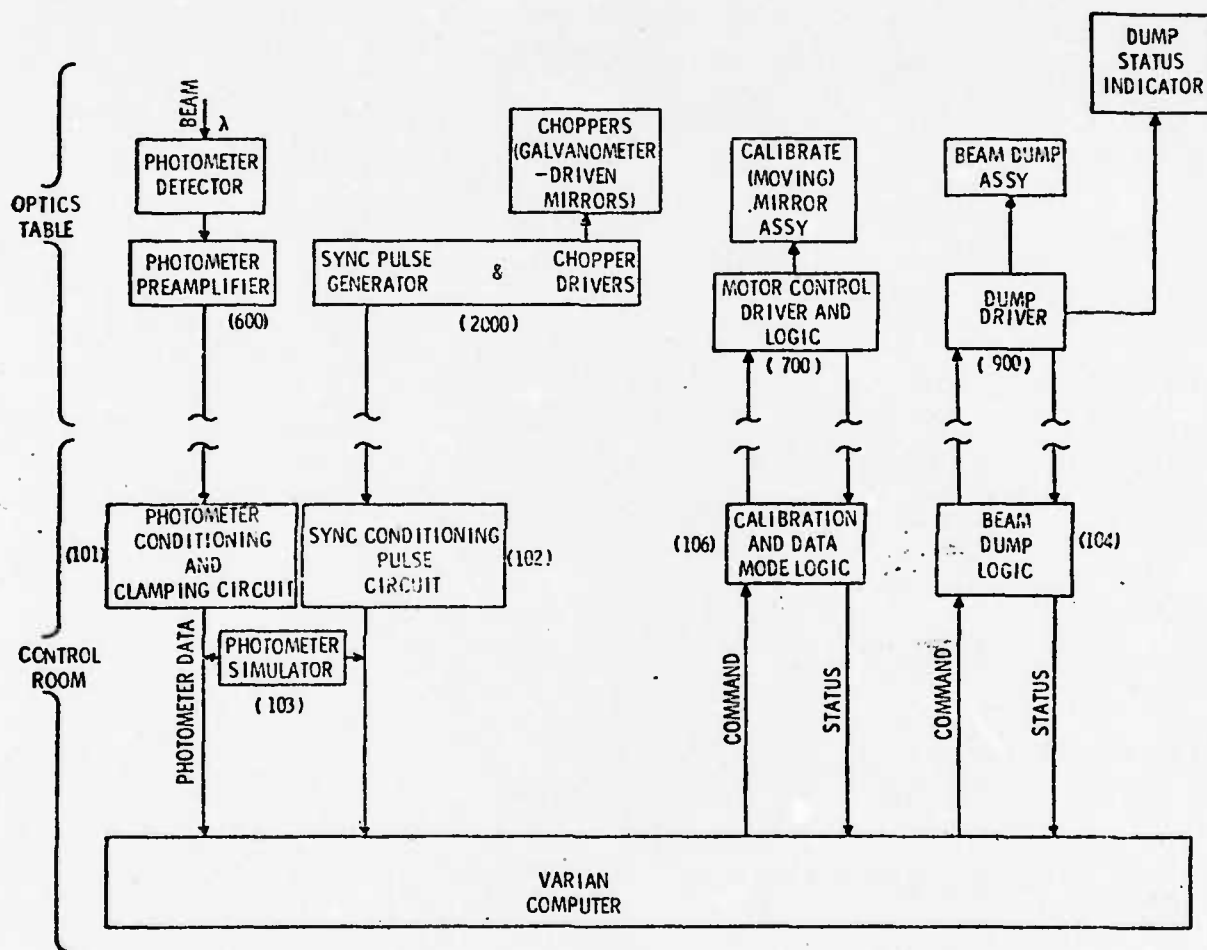 DUMP
STATUS
INDICATOR
BEAM
λ
PHOTOMETER
DETECTOR
CHOPPERS
(GALVANOMETER
-DRIVEN
MIRRORS)
CALIBRATE
(MOVING)
MIRROR
ASSY
BEAM DUMP
ASSY
OPTICS
TABLE
PHOTOMETER
PREAMPLIFIER
(600)
SYNC PULSE
GENERATOR
&
CHOPPER
DRIVERS
(2000)
MOTOR CONTROL
DRIVER AND
LOGIC
(700)
DUMP
DRIVER
(900)
(101)
PHOTOMETER
CONDITIONING
AND
CLAMPING CIRCUIT
SYNC CONDITIONING
PULSE
CIRCUIT
(102)
(106)
CALIBRATION
AND DATA
MODE LOGIC
BEAM
DUMP
LOGIC
(104)
CONTROL
ROOM
PHOTOMETER DATA
PHOTOMETER
SIMULATOR
(103)
COMMAND
STATUS
COMMAND
STATUS
VARIAN
COMPUTER